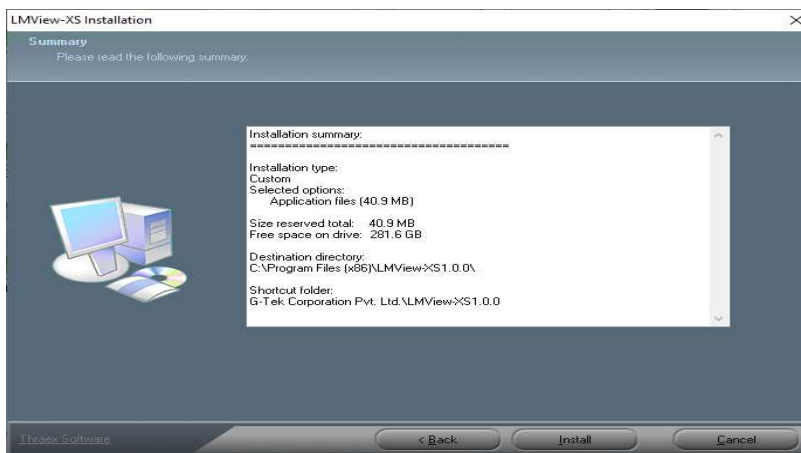 LMView-XS Installation
Summary
Please read the following summary.
Installation summary:
=====================================
Installation type:
Custom
Selected options:
Application files (40.9 MB)
Size reserved total: 40.9 MB
Free space on drive: 281.6 GB
Destination directory:
C:\Program Files (x86)\LMView-XS1.0.0\
Shortcut folder:
G-Tek Corporation Pvt. Ltd.\LMView-XS1.0.0
Thraex Software
< Back
Install
Cancel